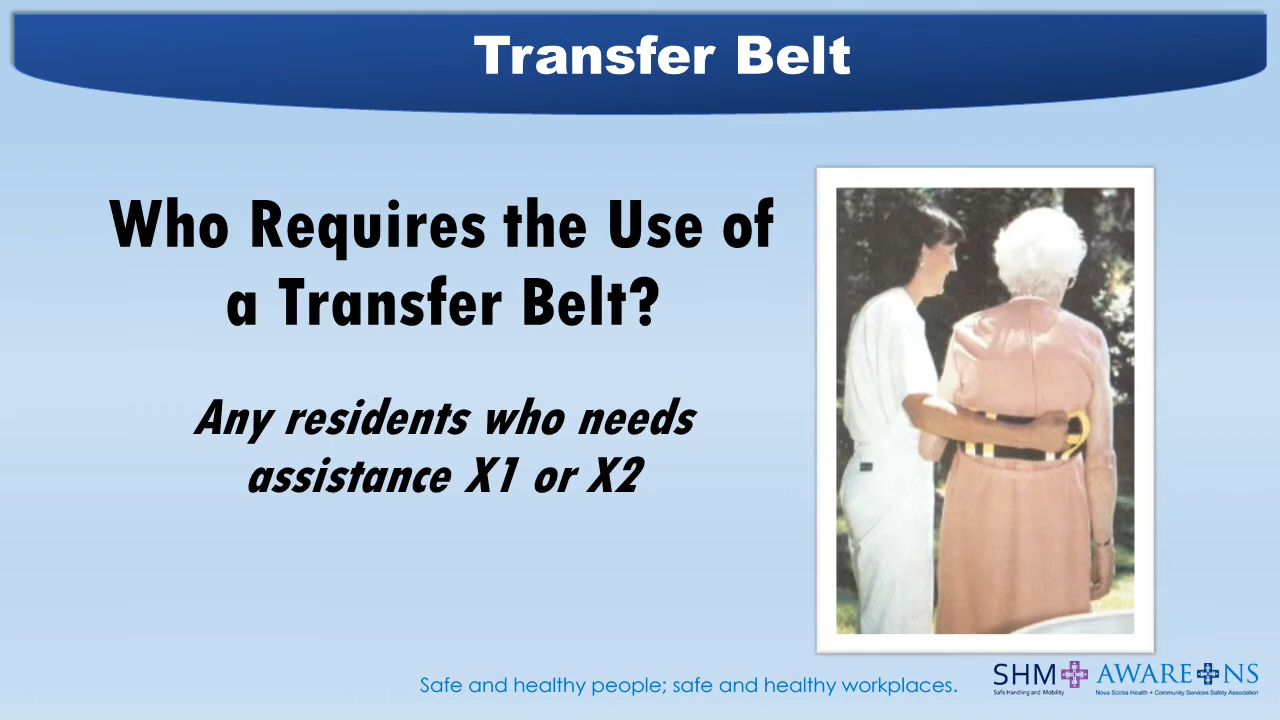 Transfer Belt
Who Requires the Use of
a Transfer Belt?
Any residents who needs
assistance X1 or X2
Safe and healthy people; safe and healthy workplaces.
SHM
Safe Handling and Mobility
AWARE NS
Nova Scotia Health + Community Services Safety Association